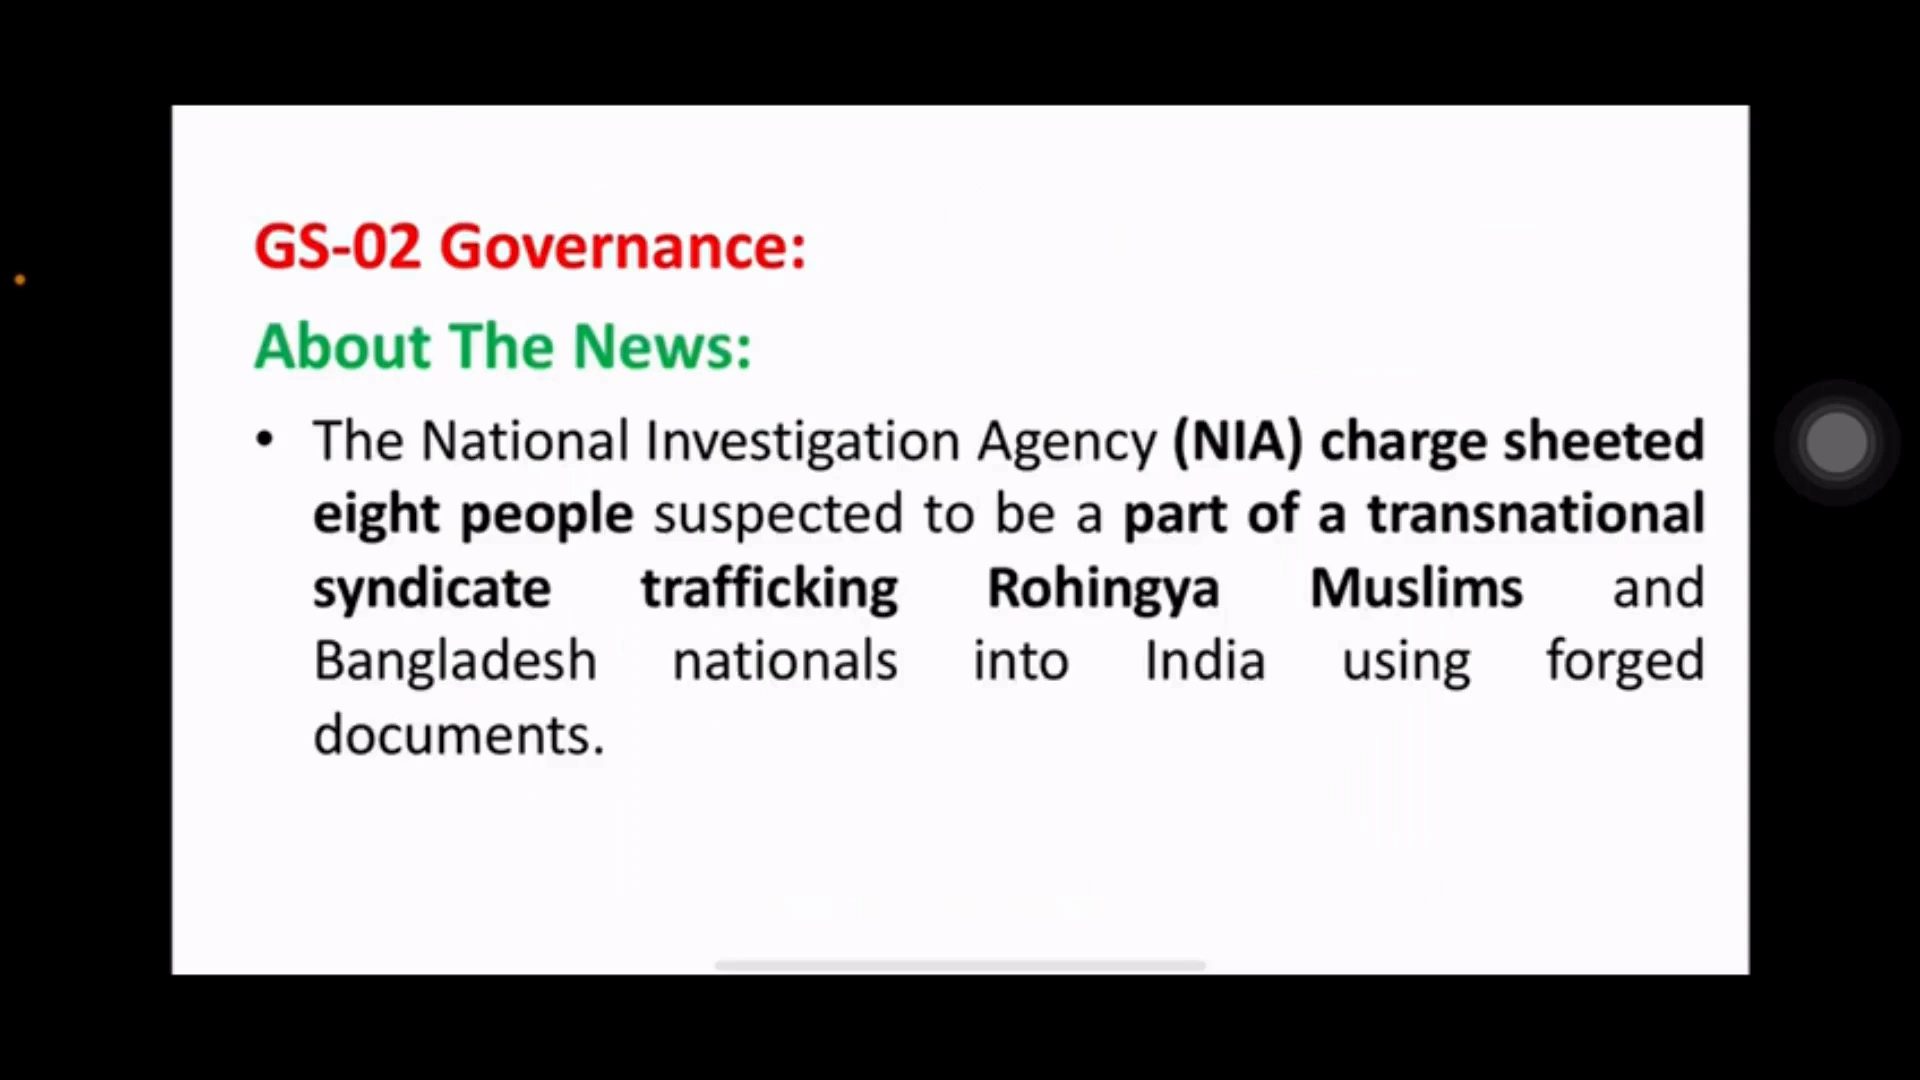 GS-02 Governance:
About The News:
• The National Investigation Agency (NIA) charge sheeted
eight people suspected to be a part of a transnational
syndicate trafficking Rohingya Muslims and
Bangladesh nationals into India using forged
documents.